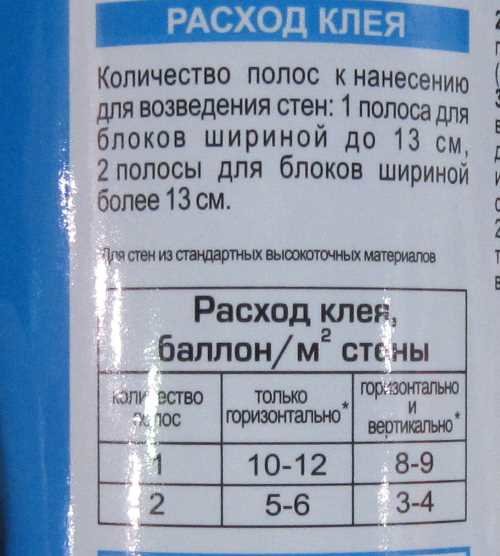 РАСХОД КЛЕЯ
Количество полос к нанесению
для возведения стен: 1 полоса для
блоков шириной до 13 см,
2 полосы для блоков шириной
более 13 см.
Для стен из стандартных высокоточных материалов
Расход клея,
баллон/м² стены
количество полос
только горизонтально*
горизонтально и вертикально*
1 10-12 8-9
2 5-6 3-4